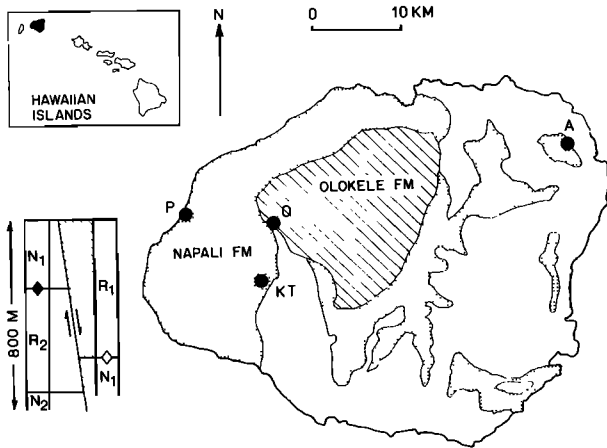 0 10 KM
N
HAWAIIAN
ISLANDS
A
OLOKELE FM
P
O
NAPALI FM
KT
N1
R1
800 M
R2
N1
N2